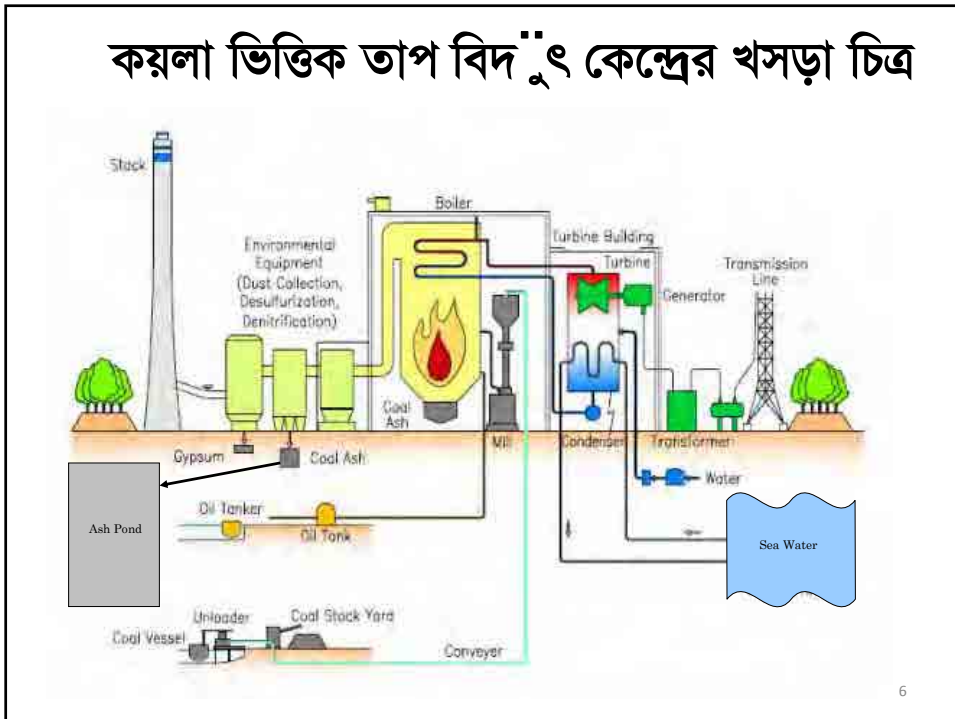 কয়লা ভিত্তিক তাপ বিদ¨ুৎ কেন্দ্রের খসড়া চিত্র
Stack
Boiler
Environmental
Equipment
(Dust Collection,
Desulfurization,
Denitrification)
Turbine Building
Turbine
Generator
Transmission
Line
Coal
Ash
Gypsum
Coal Ash
Mill
Condenser
Transformer
Water
Ash Pond
Oil Tanker
Oil Tank
Sea Water
Unloader
Coal Stock Yard
Coal Vessel
Conveyer
6